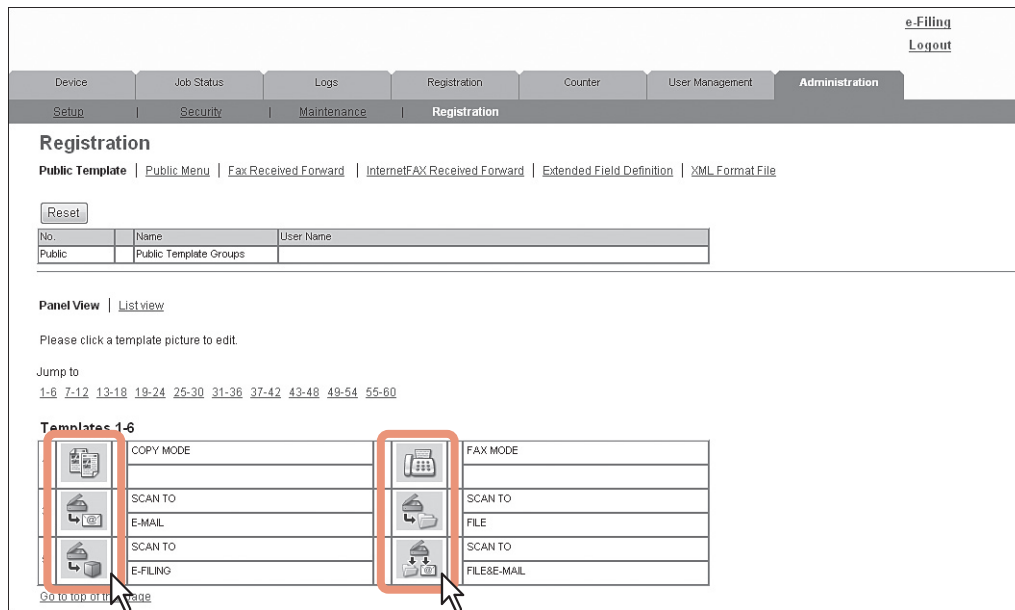 e-Filing
Logout
Device Job Status Logs Registration Counter User Management Administration
Setup | Security | Maintenance | Registration
Registration
Public Template | Public Menu | Fax Received Forward | InternetFAX Received Forward | Extended Field Definition | XML Format File
Reset
No. Name User Name
Public Public Template Groups
Panel View | List view
Please click a template picture to edit.
Jump to
1-6 7-12 13-18 19-24 25-30 31-36 37-42 43-48 49-54 55-60
Templates 1-6
COPY MODE FAX MODE
SCAN TO SCAN TO
E-MAIL FILE
SCAN TO SCAN TO
E-FILING FILE&E-MAIL
Go to top of